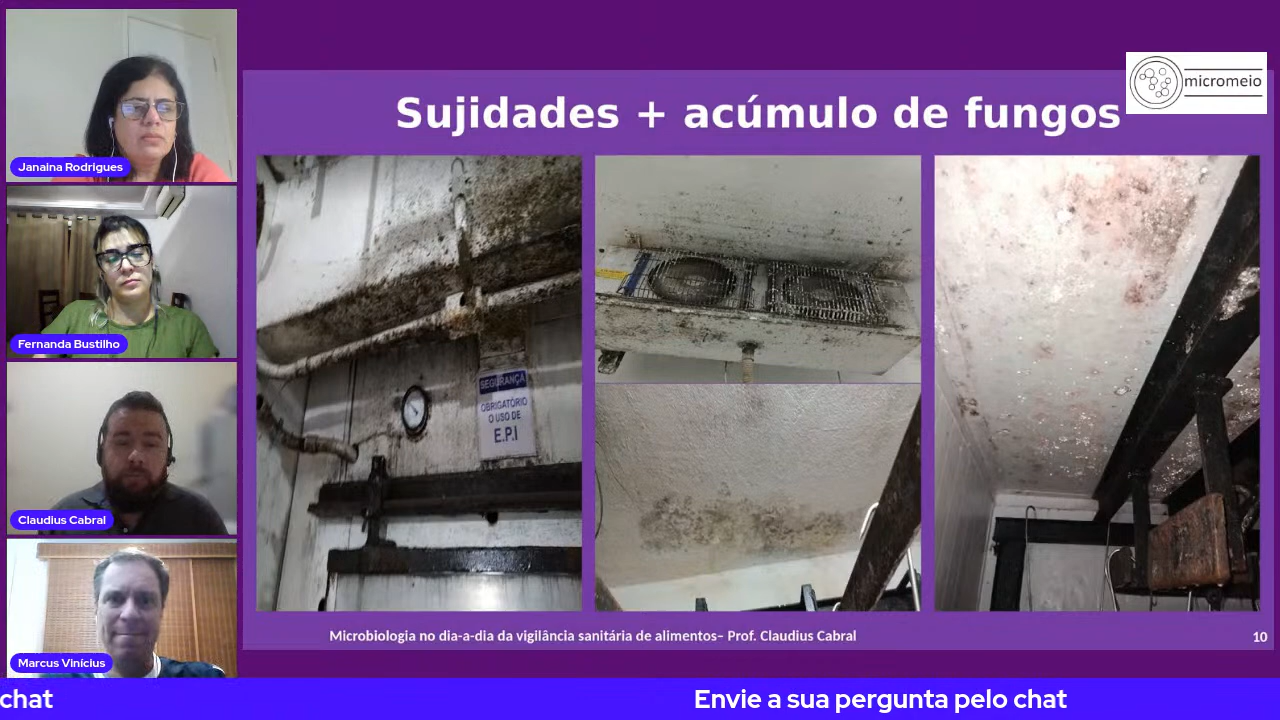 Janaina Rodrigues
Fernanda Bustilho
Claudius Cabral
Marcus Vinícius
micromeio
Sujidades + acúmulo de fungos
SEGURANÇA
OBRIGATÓRIO
O USO DE
E.P.I
Microbiologia no dia-a-dia da vigilância sanitária de alimentos– Prof. Claudius Cabral
10
chat
Envie a sua pergunta pelo chat